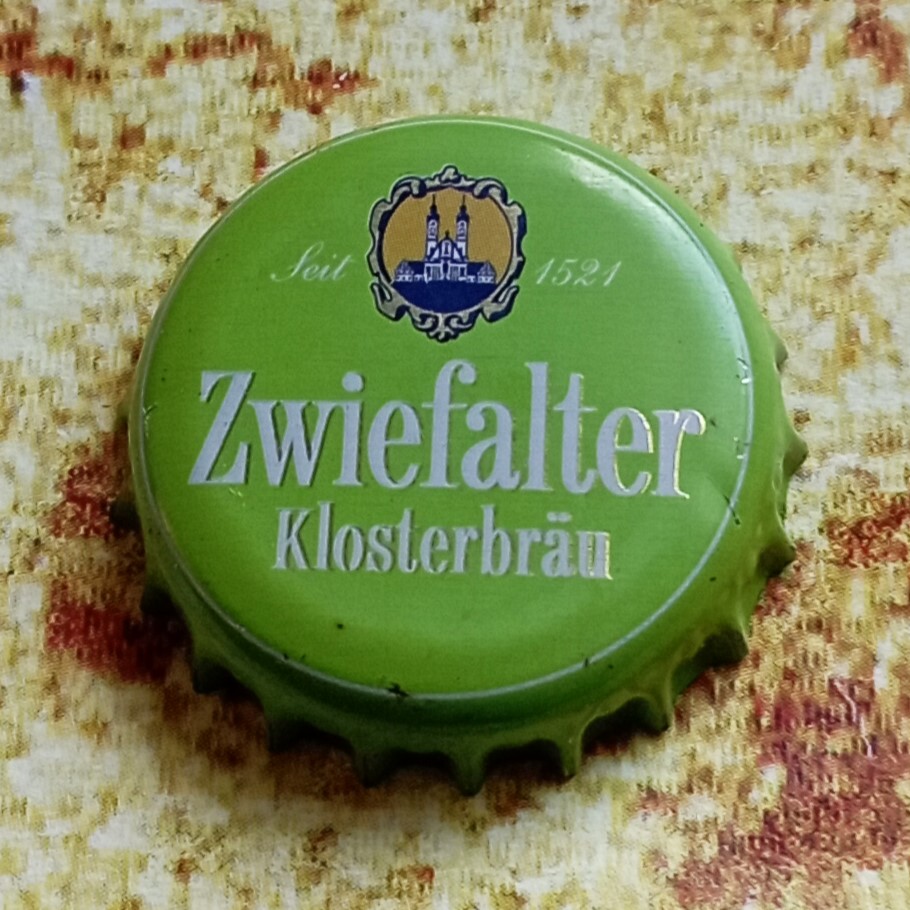 Seit 1521
Zwiefalter
Klosterbräu